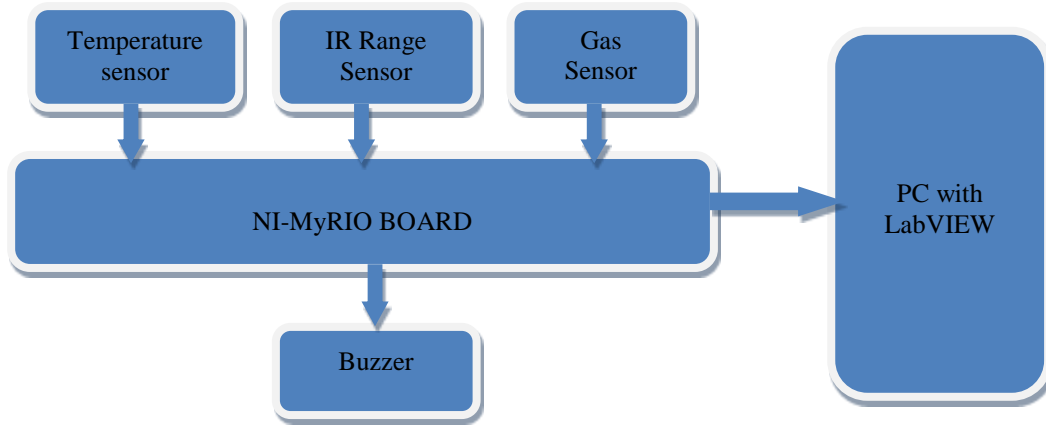 Temperature
sensor
IR Range
Sensor
Gas
Sensor
NI-MyRIO BOARD
PC with
LabVIEW
Buzzer